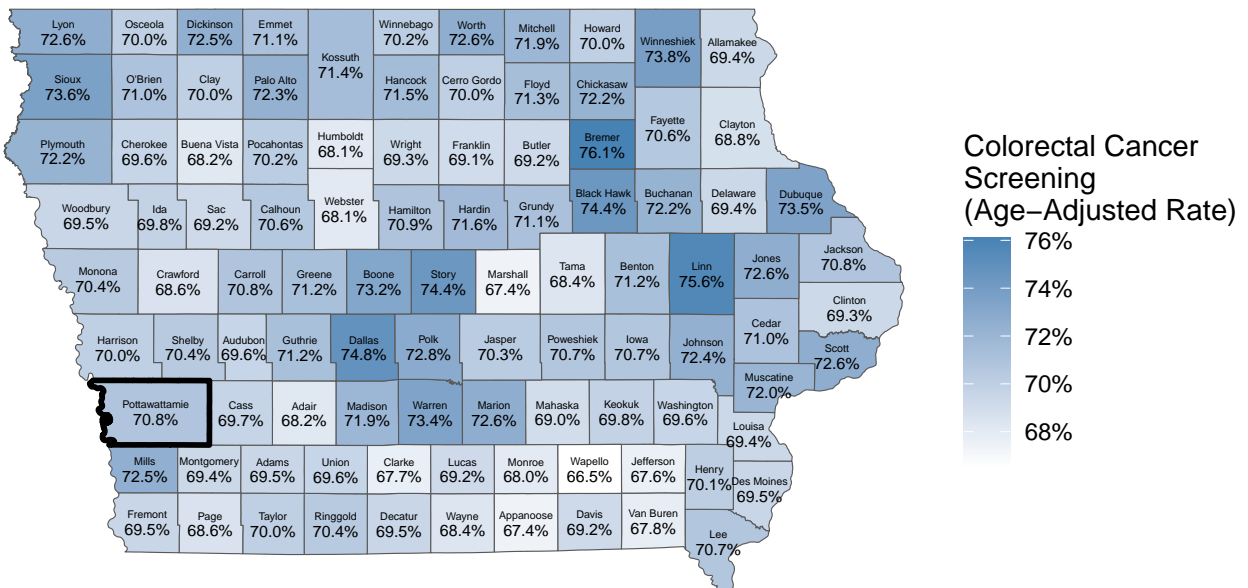 Lyon
72.6%
Osceola
70.0%
Dickinson
72.5%
Emmet
71.1%
Kossuth
71.4%
Winnebago
70.2%
Worth
72.6%
Mitchell
71.9%
Howard
70.0%
Winneshiek
73.8%
Allamakee
69.4%
Sioux
73.6%
O'Brien
71.0%
Clay
70.0%
Palo Alto
72.3%
Hancock
71.5%
Cerro Gordo
70.0%
Floyd
71.3%
Chickasaw
72.2%
Fayette
70.6%
Clayton
68.8%
Plymouth
72.2%
Cherokee
69.6%
Buena Vista
68.2%
Pocahontas
70.2%
Humboldt
68.1%
Wright
69.3%
Franklin
69.1%
Butler
69.2%
Bremer
76.1%
Woodbury
69.5%
Ida
69.8%
Sac
69.2%
Calhoun
70.6%
Webster
68.1%
Hamilton
70.9%
Hardin
71.6%
Grundy
71.1%
Black Hawk
74.4%
Buchanan
72.2%
Delaware
69.4%
Dubuque
73.5%
Monona
70.4%
Crawford
68.6%
Carroll
70.8%
Greene
71.2%
Boone
73.2%
Story
74.4%
Marshall
67.4%
Tama
68.4%
Benton
71.2%
Linn
75.6%
Jones
72.6%
Jackson
70.8%
Clinton
69.3%
Harrison
70.0%
Shelby
70.4%
Audubon
69.6%
Guthrie
71.2%
Dallas
74.8%
Polk
72.8%
Jasper
70.3%
Poweshiek
70.7%
Iowa
70.7%
Johnson
72.4%
Cedar
71.0%
Scott
72.6%
Muscatine
72.0%
Pottawattamie
70.8%
Cass
69.7%
Adair
68.2%
Madison
71.9%
Warren
73.4%
Marion
72.6%
Mahaska
69.0%
Keokuk
69.8%
Washington
69.6%
Louisa
69.4%
Mills
72.5%
Montgomery
69.4%
Adams
69.5%
Union
69.6%
Clarke
67.7%
Lucas
69.2%
Monroe
68.0%
Wapello
66.5%
Jefferson
67.6%
Henry
70.1%
Des Moines
69.5%
Fremont
69.5%
Page
68.6%
Taylor
70.0%
Ringgold
70.4%
Decatur
69.5%
Wayne
68.4%
Appanoose
67.4%
Davis
69.2%
Van Buren
67.8%
Lee
70.7%
Colorectal Cancer
Screening
(Age−Adjusted Rate)
76%
74%
72%
70%
68%